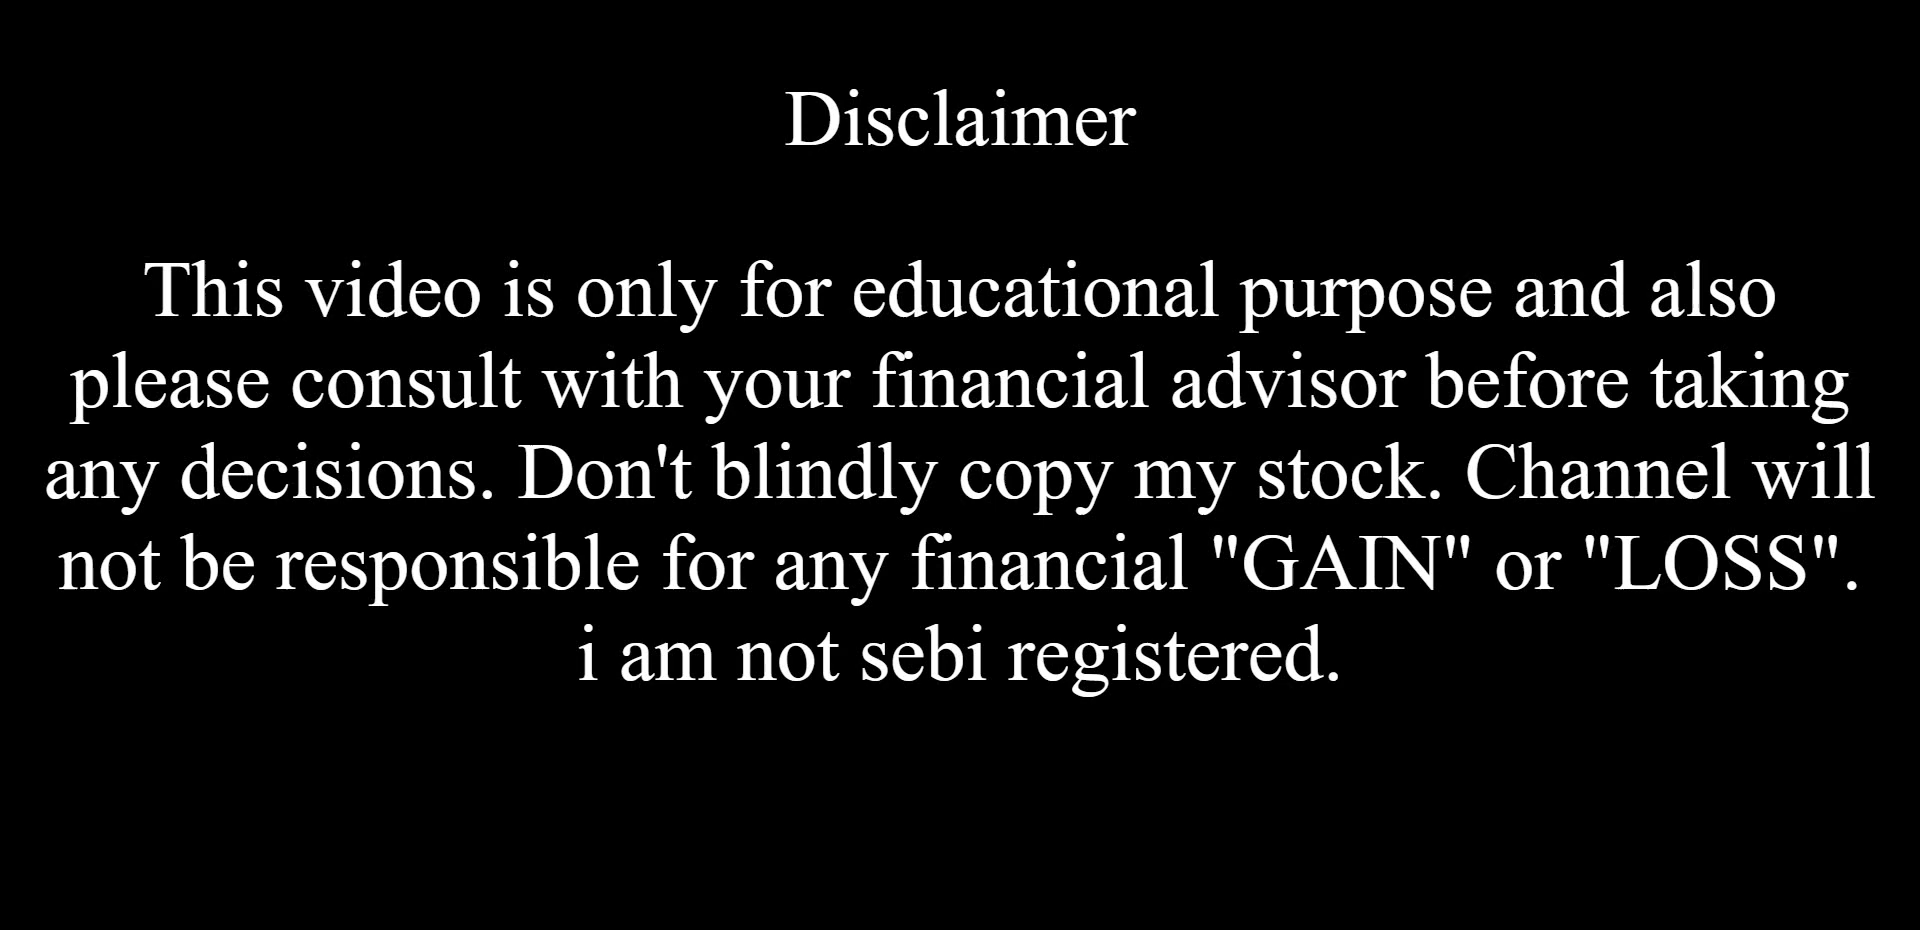 Disclaimer
This video is only for educational purpose and also
please consult with your financial advisor before taking
any decisions. Don't blindly copy my stock. Channel will
not be responsible for any financial "GAIN" or "LOSS".
i am not sebi registered.